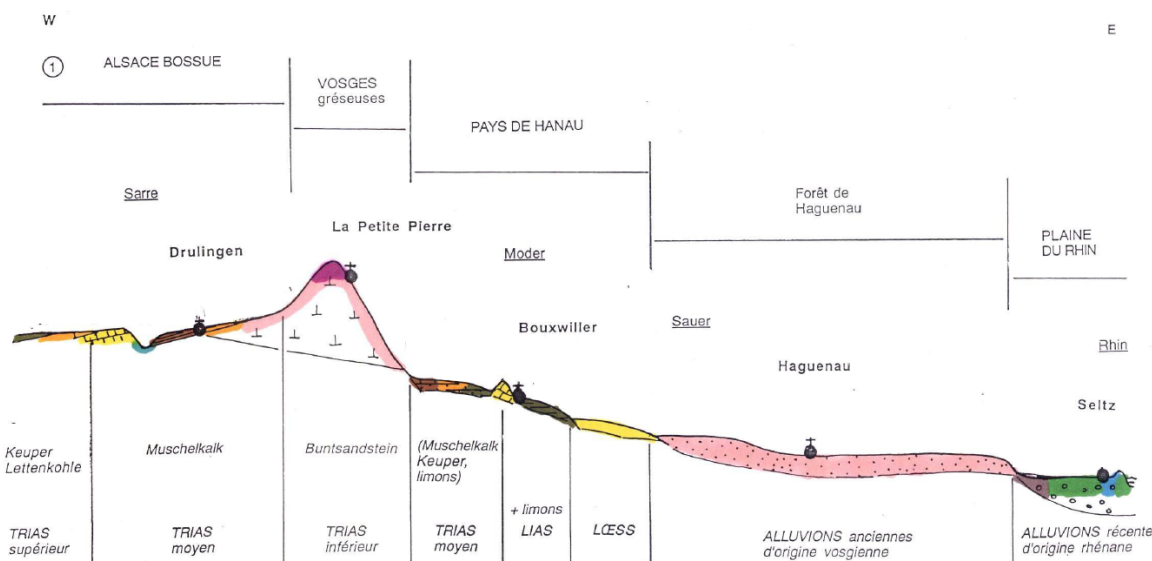 W
E
1
ALSACE BOSSUE
VOSGES
gréseuses
PAYS DE HANAU
Forêt de
Haguenau
PLAINE
DU RHIN
Sarre
La Petite Pierre
Drulingen
Moder
Bouxwiller
Sauer
Haguenau
Rhin
Seltz
Keuper
Lettenkohle
Muschelkalk
Buntsandstein
(Muschelkalk
Keuper,
limons)
TRIAS
supérieur
TRIAS
moyen
TRIAS
inférieur
TRIAS
moyen
+ limons
LIAS
LŒSS
ALLUVIONS anciennes
d'origine vosgienne
ALLUVIONS récente
d'origine rhénane